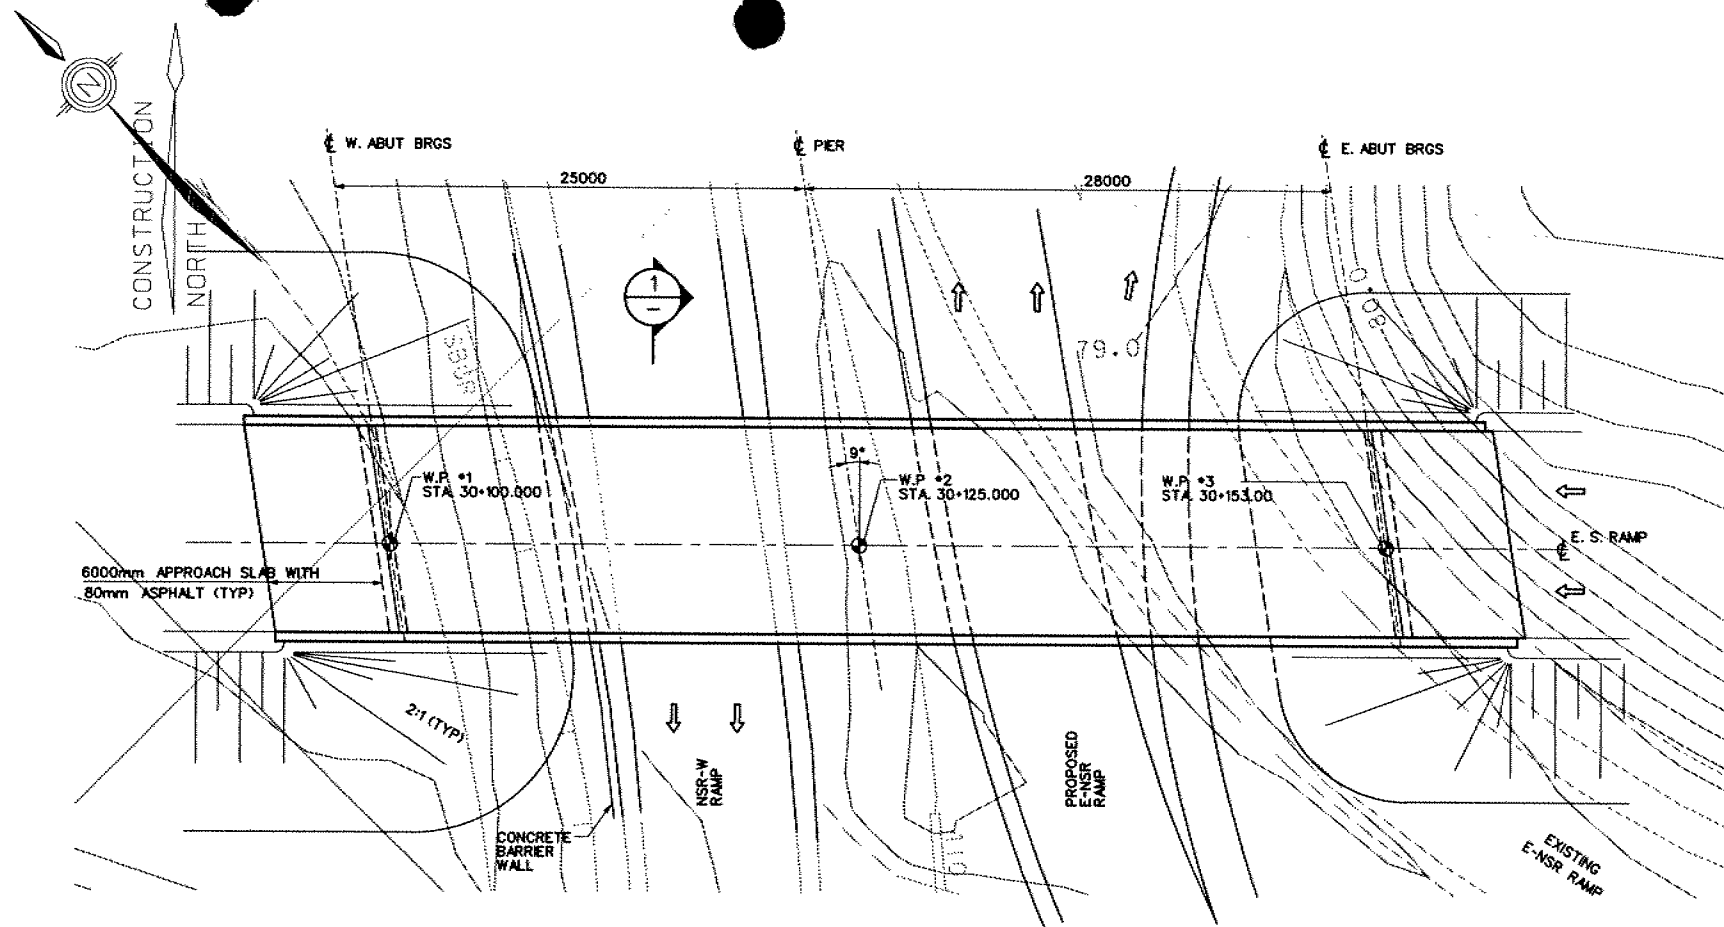 N
CONSTRUCTION
NORTH
℄ W. ABUT BRGS
℄ PIER
℄ E. ABUT BRGS
25000
28000
1
–
80.0
79.0
9°
W.P. #1
STA. 30+100.000
W.P. #2
STA. 30+125.000
W.P. #3
STA. 30+153.00
℄ E. S. RAMP
6000mm APPROACH SLAB WITH
80mm ASPHALT (TYP)
2:1 (TYP)
NSR-W
RAMP
PROPOSED
E-NSR
RAMP
CONCRETE
BARRIER
WALL
EXISTING
E-NSR RAMP